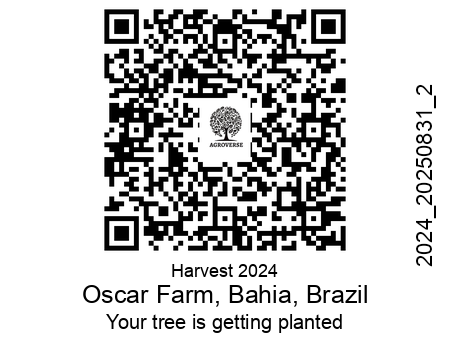 AGROVERSE
Harvest 2024
Oscar Farm, Bahia, Brazil
Your tree is getting planted
2024_20250831_2